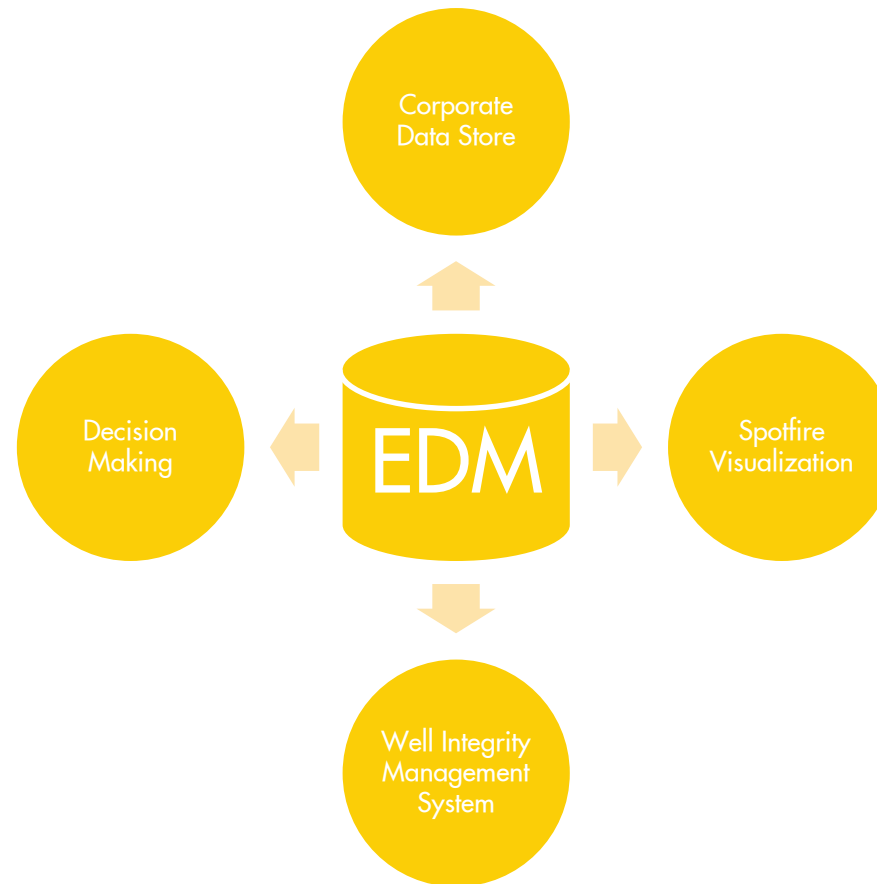 Corporate
Data Store
Decision
Making
EDM
Spotfire
Visualization
Well Integrity
Management
System